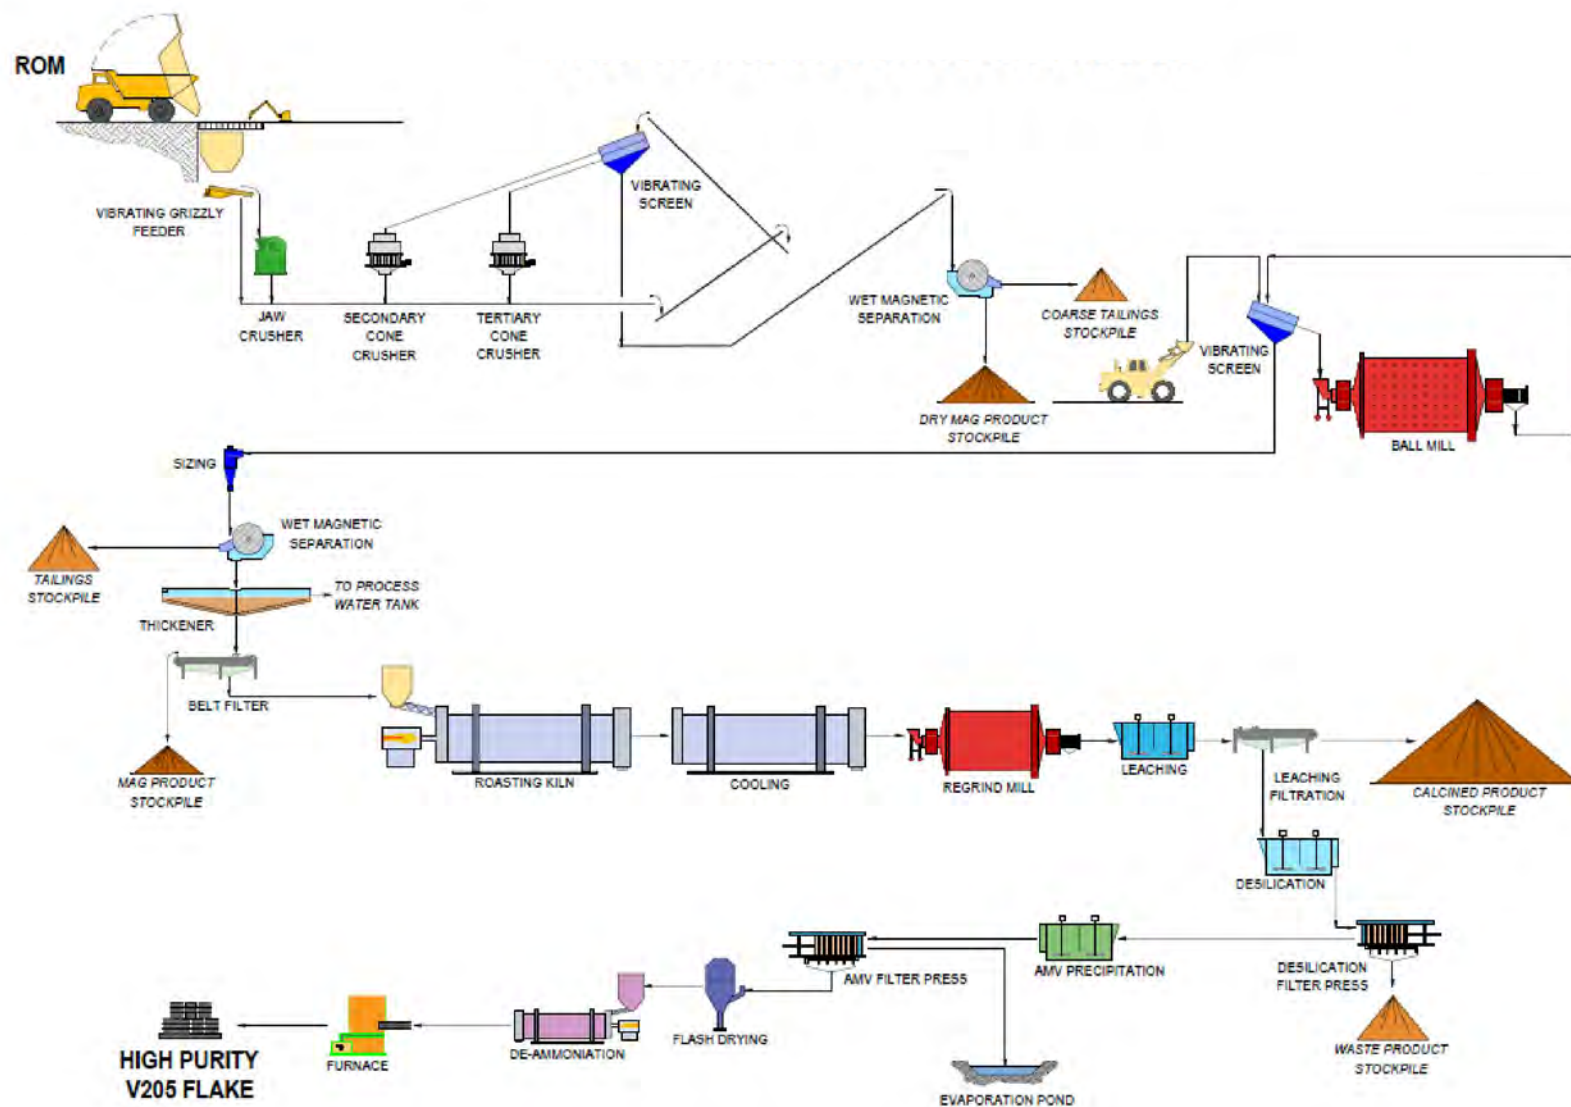 ROM
VIBRATING GRIZZLY
FEEDER
JAW
CRUSHER
SECONDARY
CONE
CRUSHER
TERTIARY
CONE
CRUSHER
VIBRATING
SCREEN
WET MAGNETIC
SEPARATION
COARSE TAILINGS
STOCKPILE
DRY MAG PRODUCT
STOCKPILE
VIBRATING
SCREEN
BALL MILL
SIZING
WET MAGNETIC
SEPARATION
TAILINGS
STOCKPILE
TO PROCESS
WATER TANK
THICKENER
BELT FILTER
MAG PRODUCT
STOCKPILE
ROASTING KILN
COOLING
REGRIND MILL
LEACHING
LEACHING
FILTRATION
CALCINED PRODUCT
STOCKPILE
DESILICATION
DESILICATION
FILTER PRESS
WASTE PRODUCT
STOCKPILE
AMV PRECIPITATION
AMV FILTER PRESS
EVAPORATION POND
FLASH DRYING
DE-AMMONIATION
FURNACE
HIGH PURITY
V205 FLAKE